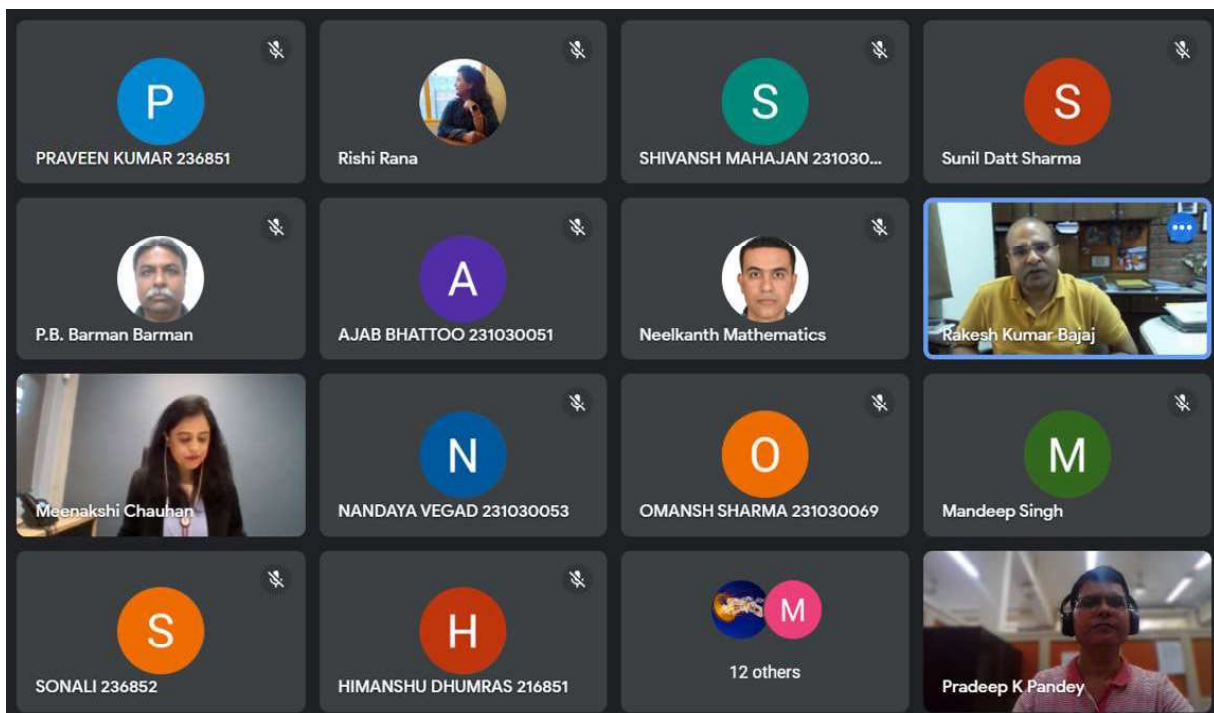 P
PRAVEEN KUMAR 236851
Rishi Rana
S
SHIVANSH MAHAJAN 231030...
S
Sunil Datt Sharma
P.B. Barman Barman
A
AJAB BHATTOO 231030051
Neelkanth Mathematics
Rakesh Kumar Bajaj
Meenakshi Chauhan
N
NANDAYA VEGAD 231030053
O
OMANSH SHARMA 231030069
M
Mandeep Singh
S
SONALI 236852
H
HIMANSHU DHUMRAS 216851
M
12 others
Pradeep K Pandey